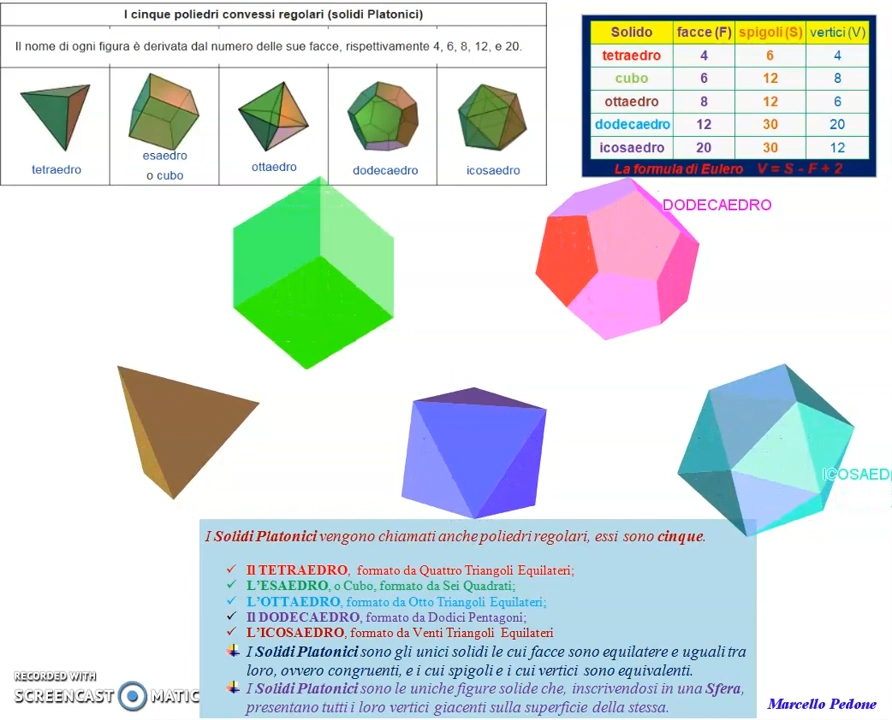 I cinque poliedri convessi regolari (solidi Platonici)
Il nome di ogni figura è derivata dal numero delle sue facce, rispettivamente 4, 6, 8, 12, e 20.
tetraedro
esaedro
o cubo
ottaedro
dodecaedro
icosaedro
Solido facce (F) spigoli (S) vertici (V)
tetraedro 4 6 4
cubo 6 12 8
ottaedro 8 12 6
dodecaedro 12 30 20
icosaedro 20 30 12
La formula di Eulero V = S - F + 2
DODECAEDRO
ICOSAED
I Solidi Platonici vengono chiamati anche poliedri regolari, essi sono cinque.
✓ Il TETRAEDRO, formato da Quattro Triangoli Equilateri;
✓ L'ESAEDRO, o Cubo, formato da Sei Quadrati;
✓ L'OTTAEDRO, formato da Otto Triangoli Equilateri;
✓ Il DODECAEDRO, formato da Dodici Pentagoni;
✓ L'ICOSAEDRO, formato da Venti Triangoli Equilateri
I Solidi Platonici sono gli unici solidi le cui facce sono equilatere e uguali tra
loro, ovvero congruenti, e i cui spigoli e i cui vertici sono equivalenti.
I Solidi Platonici sono le uniche figure solide che, inscrivendosi in una Sfera,
presentano tutti i loro vertici giacenti sulla superficie della stessa.
RECORDED WITH
SCREENCAST MATIC
Marcello Pedone